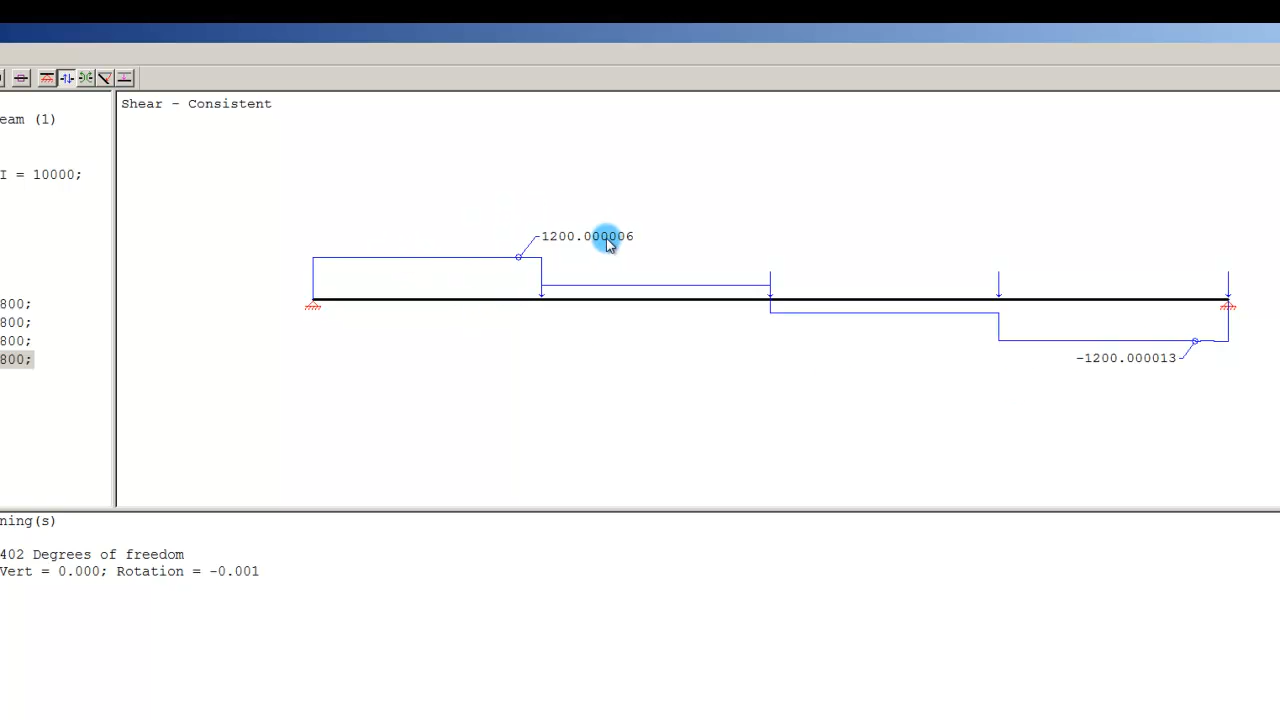 Shear - Consistent
eam (1)
I = 10000;
1200.000006
800;
800;
800;
800;
-1200.000013
ning(s)
402 Degrees of freedom
Vert = 0.000; Rotation = -0.001